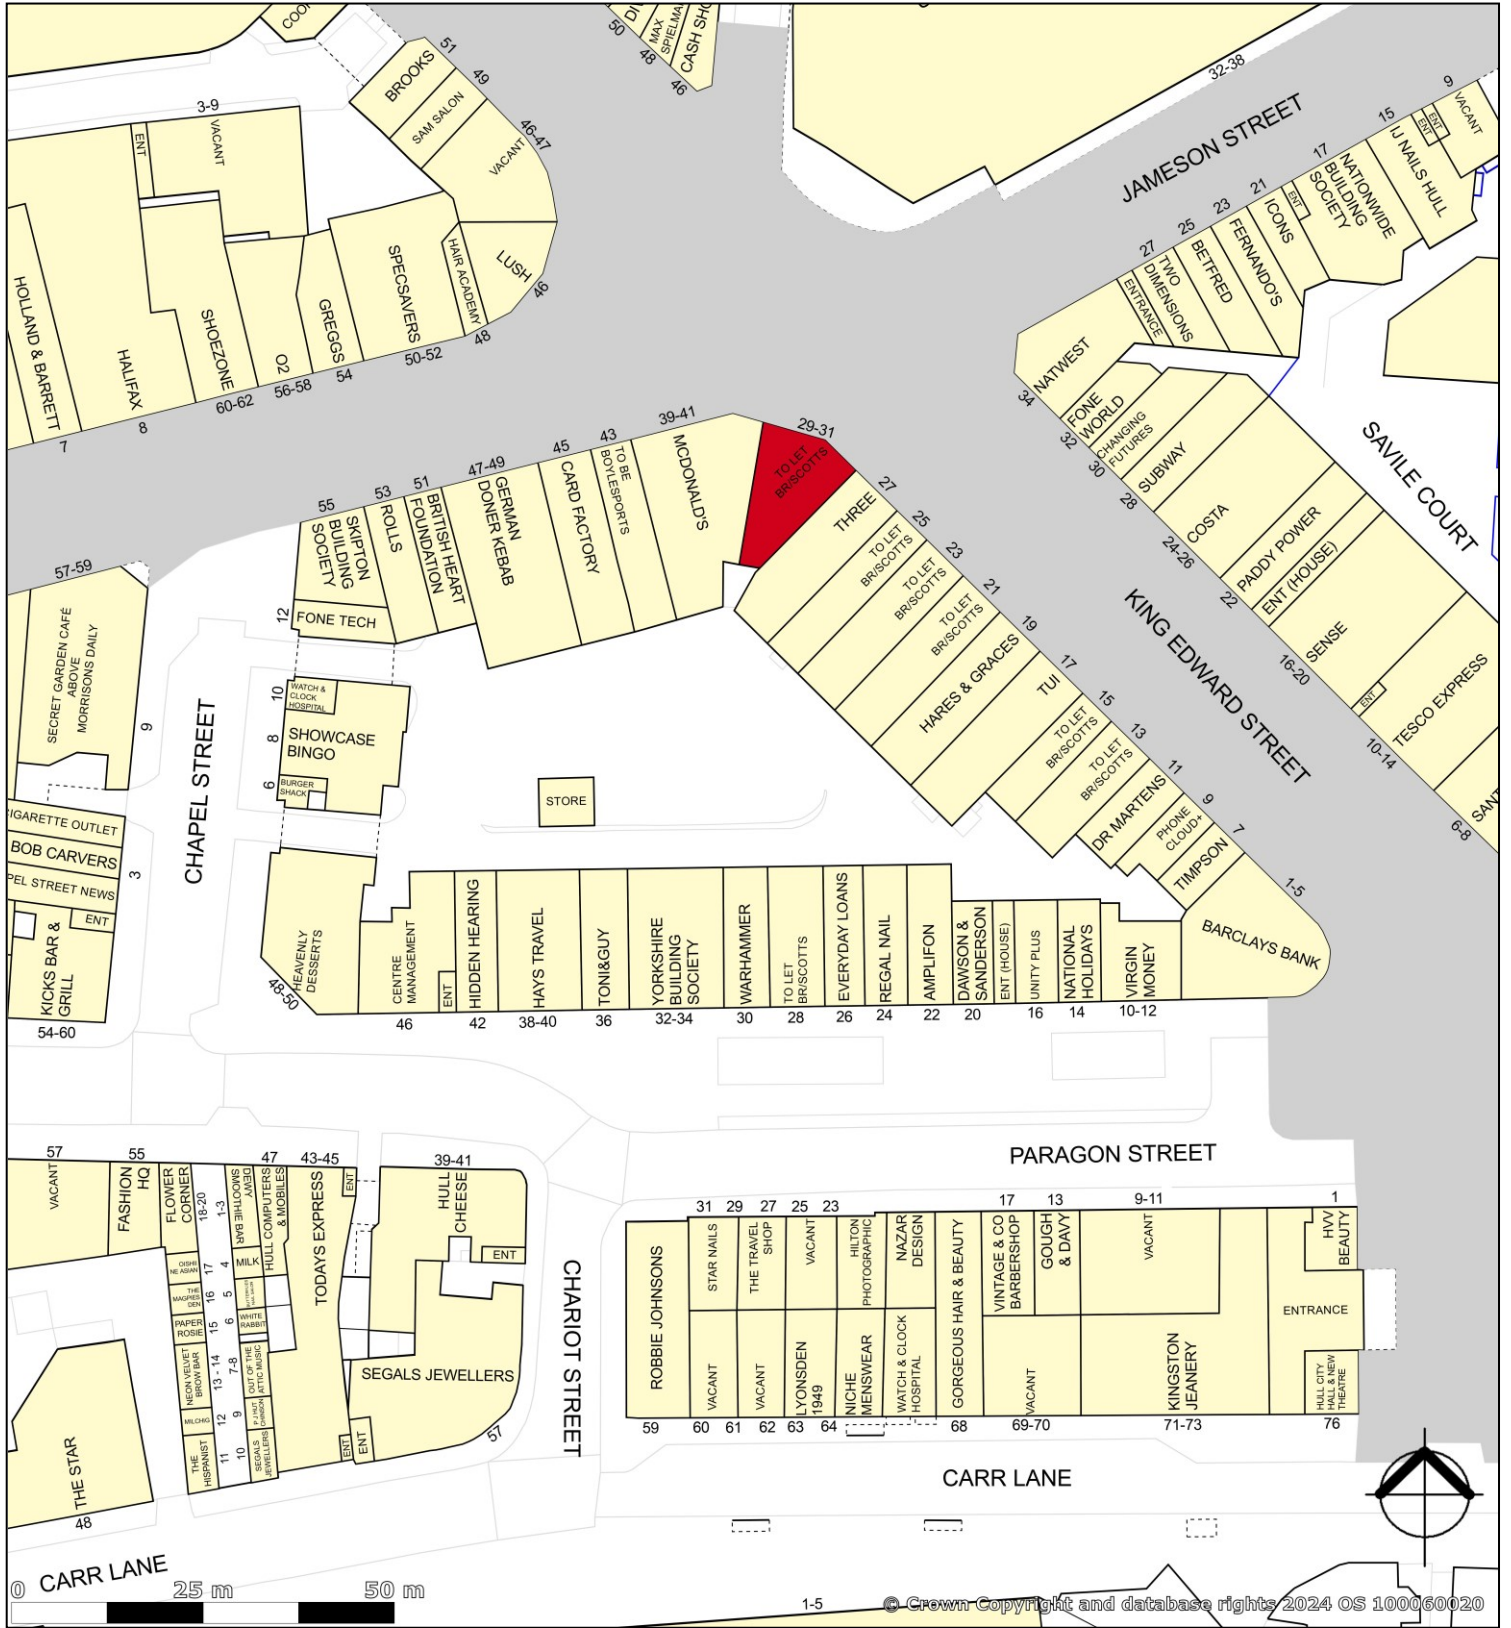 COO
BROOKS
51
SAM SALON
49
46-47
VACANT
50
48
46
MAX
SPIELMA
CASH SHO
32-38
JAMESON STREET
9
VACANT
ENT
ENT
15
IJ NAILS HULL
17
NATIONWIDE
BUILDING
SOCIETY
ENT
21
ICONS
23
FERNANDO'S
25
BETFRED
27
TWO
DIMENSIONS
ENTRANCE
NATWEST
34
3-9
ENT
VACANT
HOLLAND & BARRETT
7
HALIFAX
8
SHOEZONE
60-62
O2
56-58
GREGGS
54
SPECSAVERS
50-52
HAIR ACADEMY
48
LUSH
46
FONE
WORLD
32
CHANGING
FUTURES
30
SUBWAY
28
COSTA
24-26
PADDY POWER
22
ENT (HOUSE)
SENSE
16-20
ENT
TESCO EXPRESS
10-14
SANT
6-8
SAVILE COURT
KING EDWARD STREET
55
SKIPTON
BUILDING
SOCIETY
53
ROLLS
51
BRITISH HEART
FOUNDATION
47-49
GERMAN
DONER KEBAB
45
CARD FACTORY
43
TO BE
BOYLESPORTS
39-41
MCDONALD'S
29-31
TO LET
BR/SCOTTS
27
THREE
25
TO LET
BR/SCOTTS
23
TO LET
BR/SCOTTS
21
TO LET
BR/SCOTTS
19
HARES & GRACES
17
TUI
15
TO LET
BR/SCOTTS
13
TO LET
BR/SCOTTS
11
DR MARTENS
9
PHONE
CLOUD+
7
TIMPSON
1-5
BARCLAYS BANK
57-59
SECRET GARDEN CAFÉ
ABOVE
MORRISONS DAILY
9
CHAPEL STREET
12
FONE TECH
10
WATCH &
CLOCK
HOSPITAL
8
SHOWCASE
BINGO
6
BURGER
SHACK
STORE
IGARETTE OUTLET
BOB CARVERS
3
PEL STREET NEWS
ENT
KICKS BAR &
GRILL
54-60
HEAVENLY
DESSERTS
48-50
CENTRE
MANAGEMENT
46
ENT
HIDDEN HEARING
42
HAYS TRAVEL
38-40
TONI&GUY
36
YORKSHIRE
BUILDING
SOCIETY
32-34
WARHAMMER
30
TO LET
BR/SCOTTS
28
EVERYDAY LOANS
26
REGAL NAIL
24
AMPLIFON
22
DAWSON &
SANDERSON
20
ENT (HOUSE)
UNITY PLUS
16
NATIONAL
HOLIDAYS
14
VIRGIN
MONEY
10-12
PARAGON STREET
57
VACANT
55
FASHION
HQ
FLOWER
CORNER
18-20
1-3
DEWY
SMOOTHIE BAR
47
HULL COMPUTERS
& MOBILES
43-45
TODAYS EXPRESS
ENT
39-41
HULL
CHEESE
ENT
OISHII
NE ASIAN
17
4
MILK
THE
MAGPIES
DEN
16
5
PAPER
ROSIE
15
6
WHITE
RABBIT
NEON VELVET
BROW BAR
13 - 14
7-8
OUT OF THE
ATTIC MUSIC
MILCHIG
12
9
P J HUT
CHINSON
THE
HISPANIST
11
10
SEGALS
JEWELLERS
ENT
ENT
SEGALS JEWELLERS
57
THE STAR
48
CHARIOT STREET
31
29
27
25
23
17
13
9-11
1
ROBBIE JOHNSONS
STAR NAILS
THE TRAVEL
SHOP
VACANT
HILTON
PHOTOGRAPHIC
NAZAR
DESIGN
GORGEOUS HAIR & BEAUTY
VINTAGE & CO
BARBERSHOP
GOUGH
& DAVY
VACANT
HVV
BEAUTY
ENTRANCE
VACANT
VACANT
LYONSDEN
1949
NICHE
MENSWEAR
WATCH & CLOCK
HOSPITAL
VACANT
KINGSTON
JEANERY
HULL CITY
HALL & NEW
THEATRE
59
60
61
62
63
64
68
69-70
71-73
76
CARR LANE
CARR LANE
0 25 m 50 m
1-5
© Crown Copyright and database rights 2024 OS 100060020